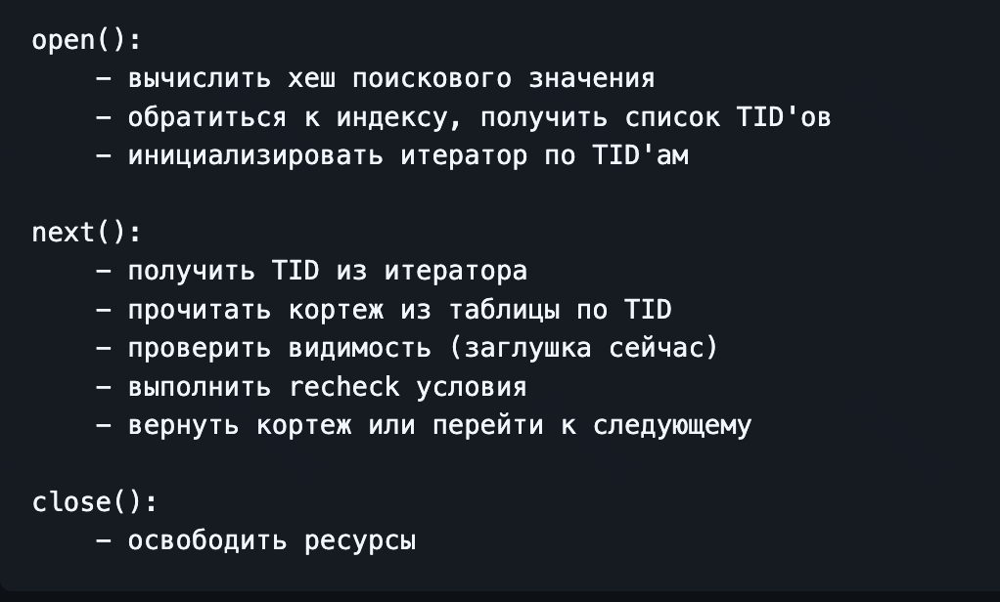 open():
    – вычислить хеш поискового значения
    – обратиться к индексу, получить список TID'ов
    – инициализировать итератор по TID'ам
next():
    – получить TID из итератора
    – прочитать кортеж из таблицы по TID
    – проверить видимость (заглушка сейчас)
    – выполнить recheck условия
    – вернуть кортеж или перейти к следующему
close():
    – освободить ресурсы